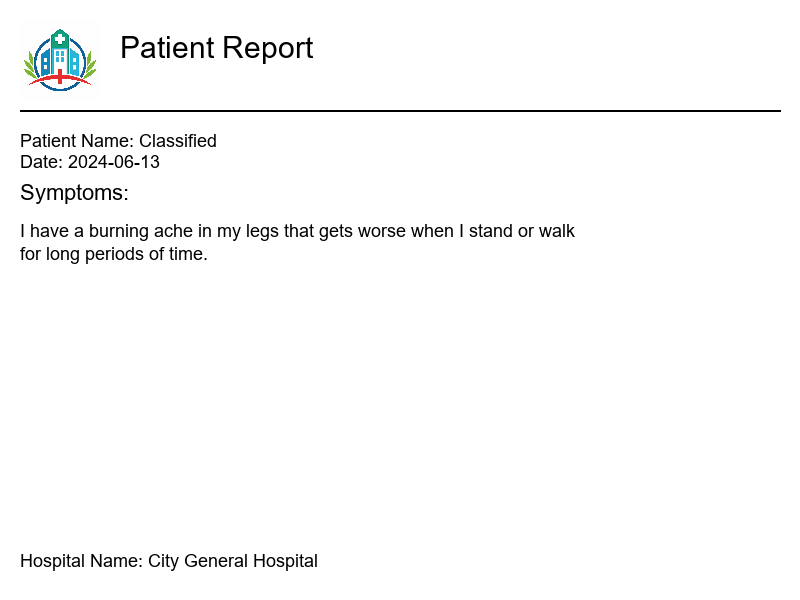 Patient Report
Patient Name: Classified
Date: 2024-06-13
Symptoms:
I have a burning ache in my legs that gets worse when I stand or walk
for long periods of time.
Hospital Name: City General Hospital